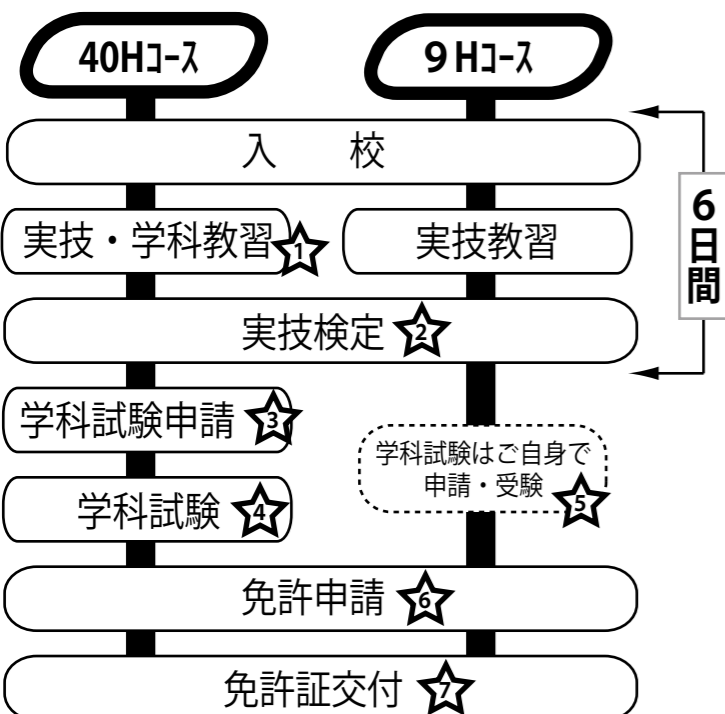 40Hｺｰｽ
９Hｺｰｽ
入　　校
実技・学科教習 1
実技教習
6日間
実技検定 2
学科試験申請 3
学科試験はご自身で
申請・受験 5
学科試験 4
免許申請 6
免許証交付 7